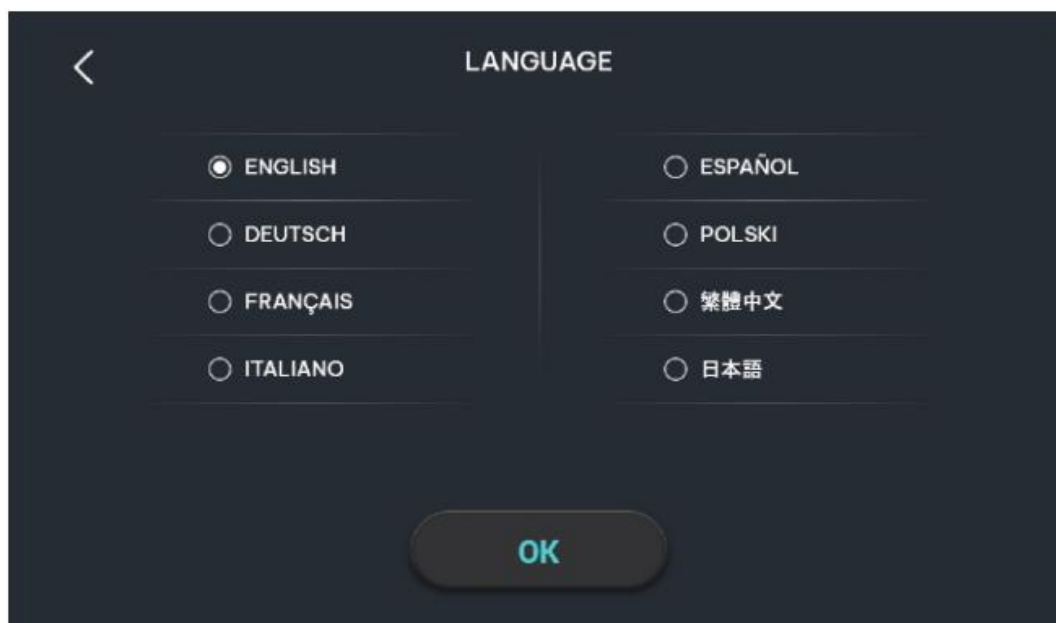 LANGUAGE
ENGLISH
DEUTSCH
FRANÇAIS
ITALIANO
ESPAÑOL
POLSKI
繁體中文
日本語
OK